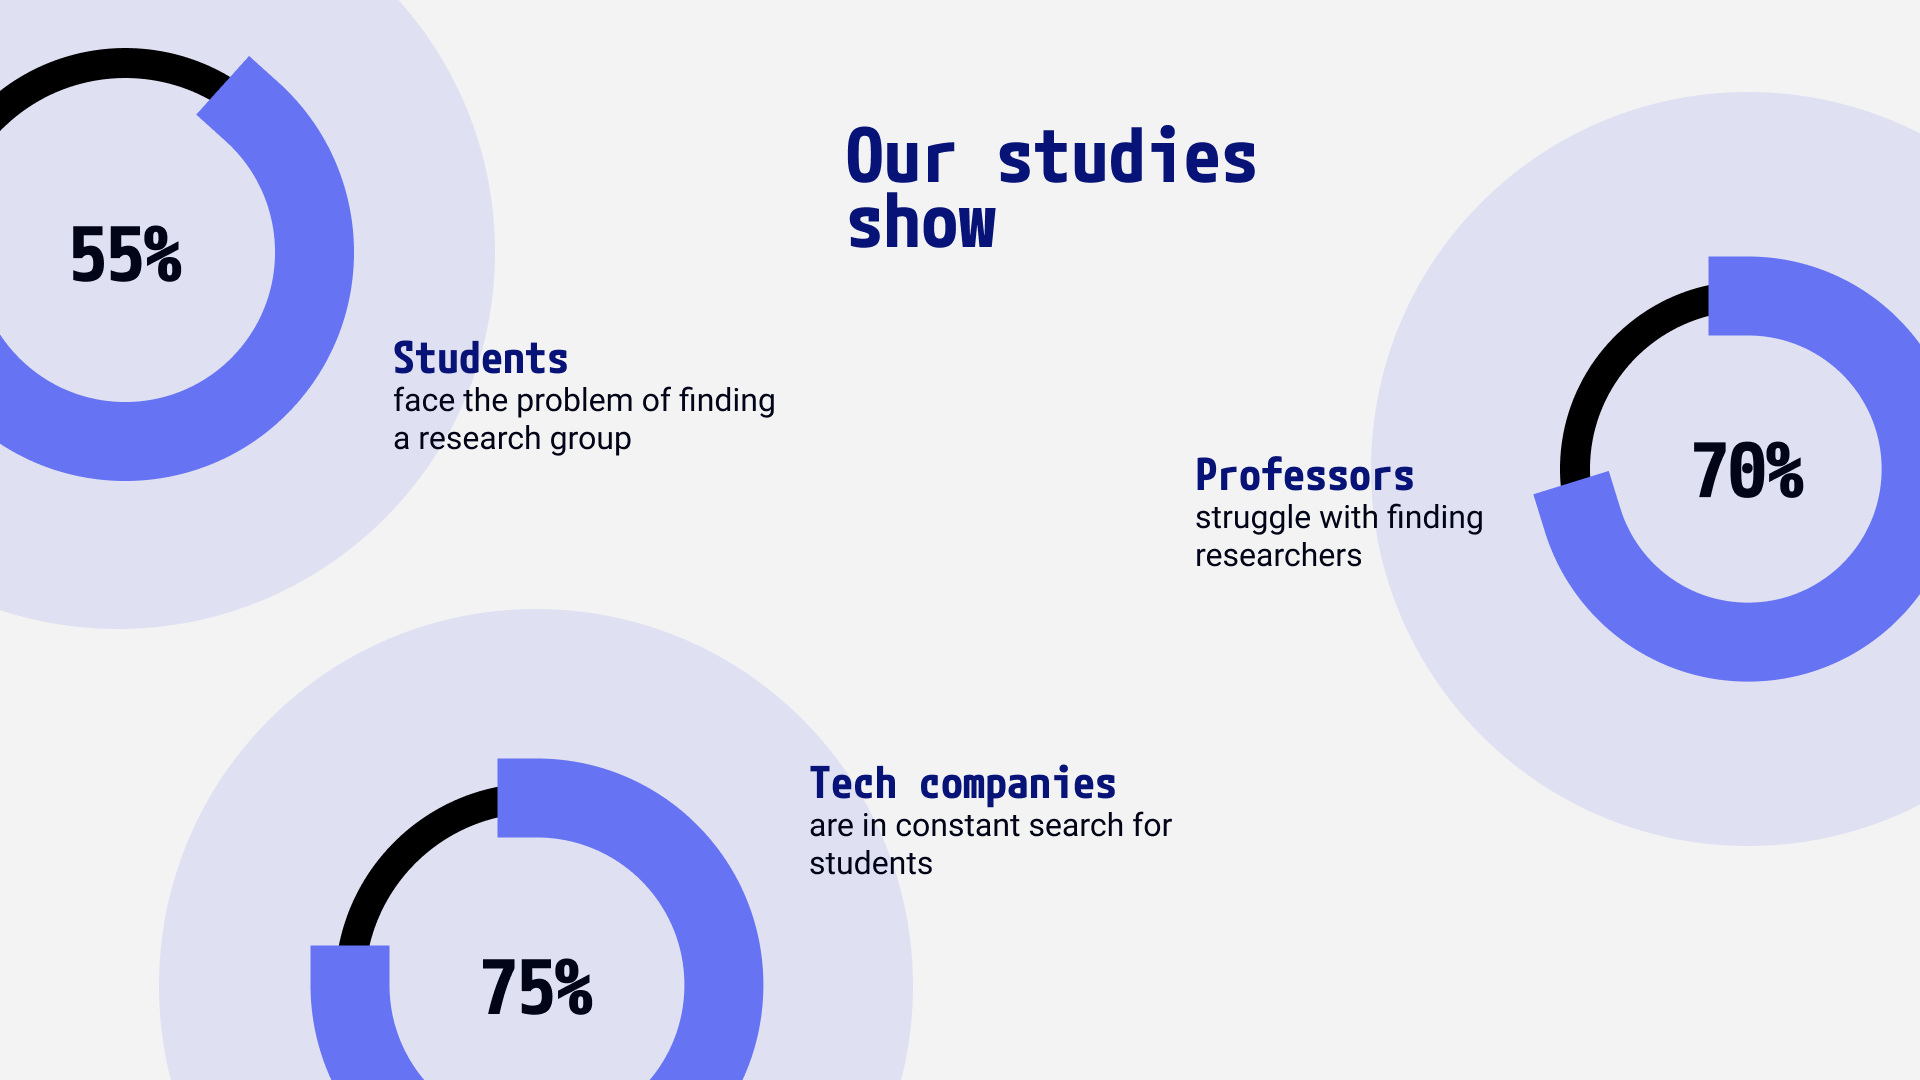 Our studies
show
55%
Students
face the problem of finding
a research group
70%
Professors
struggle with finding
researchers
75%
Tech companies
are in constant search for
students